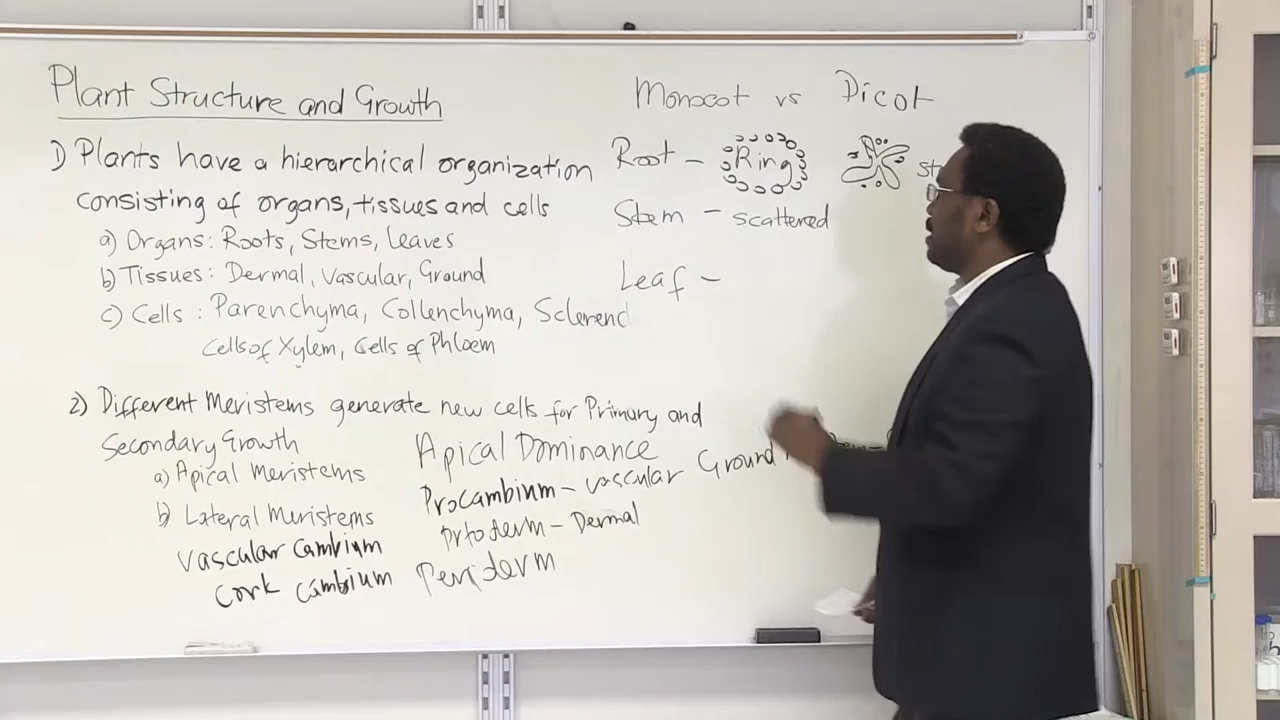 Plant Structure and Growth
1) Plants have a hierarchical organization
consisting of organs, tissues and cells
a) Organs: Roots, Stems, Leaves
b) Tissues: Dermal, Vascular, Ground
c) Cells: Parenchyma, Collenchyma, Sclerenc
Cells of Xylem, Cells of Phloem
2) Different Meristems generate new cells for Primary and
Secondary Growth
a) Apical Meristems
b) Lateral Meristems
Vascular Cambium
Cork Cambium
Apical Dominance
Procambium - vascular Ground
Prtoderm - Dermal
Periderm
Monocot vs Dicot
Root - Ring st
Stem - scattered
Leaf -